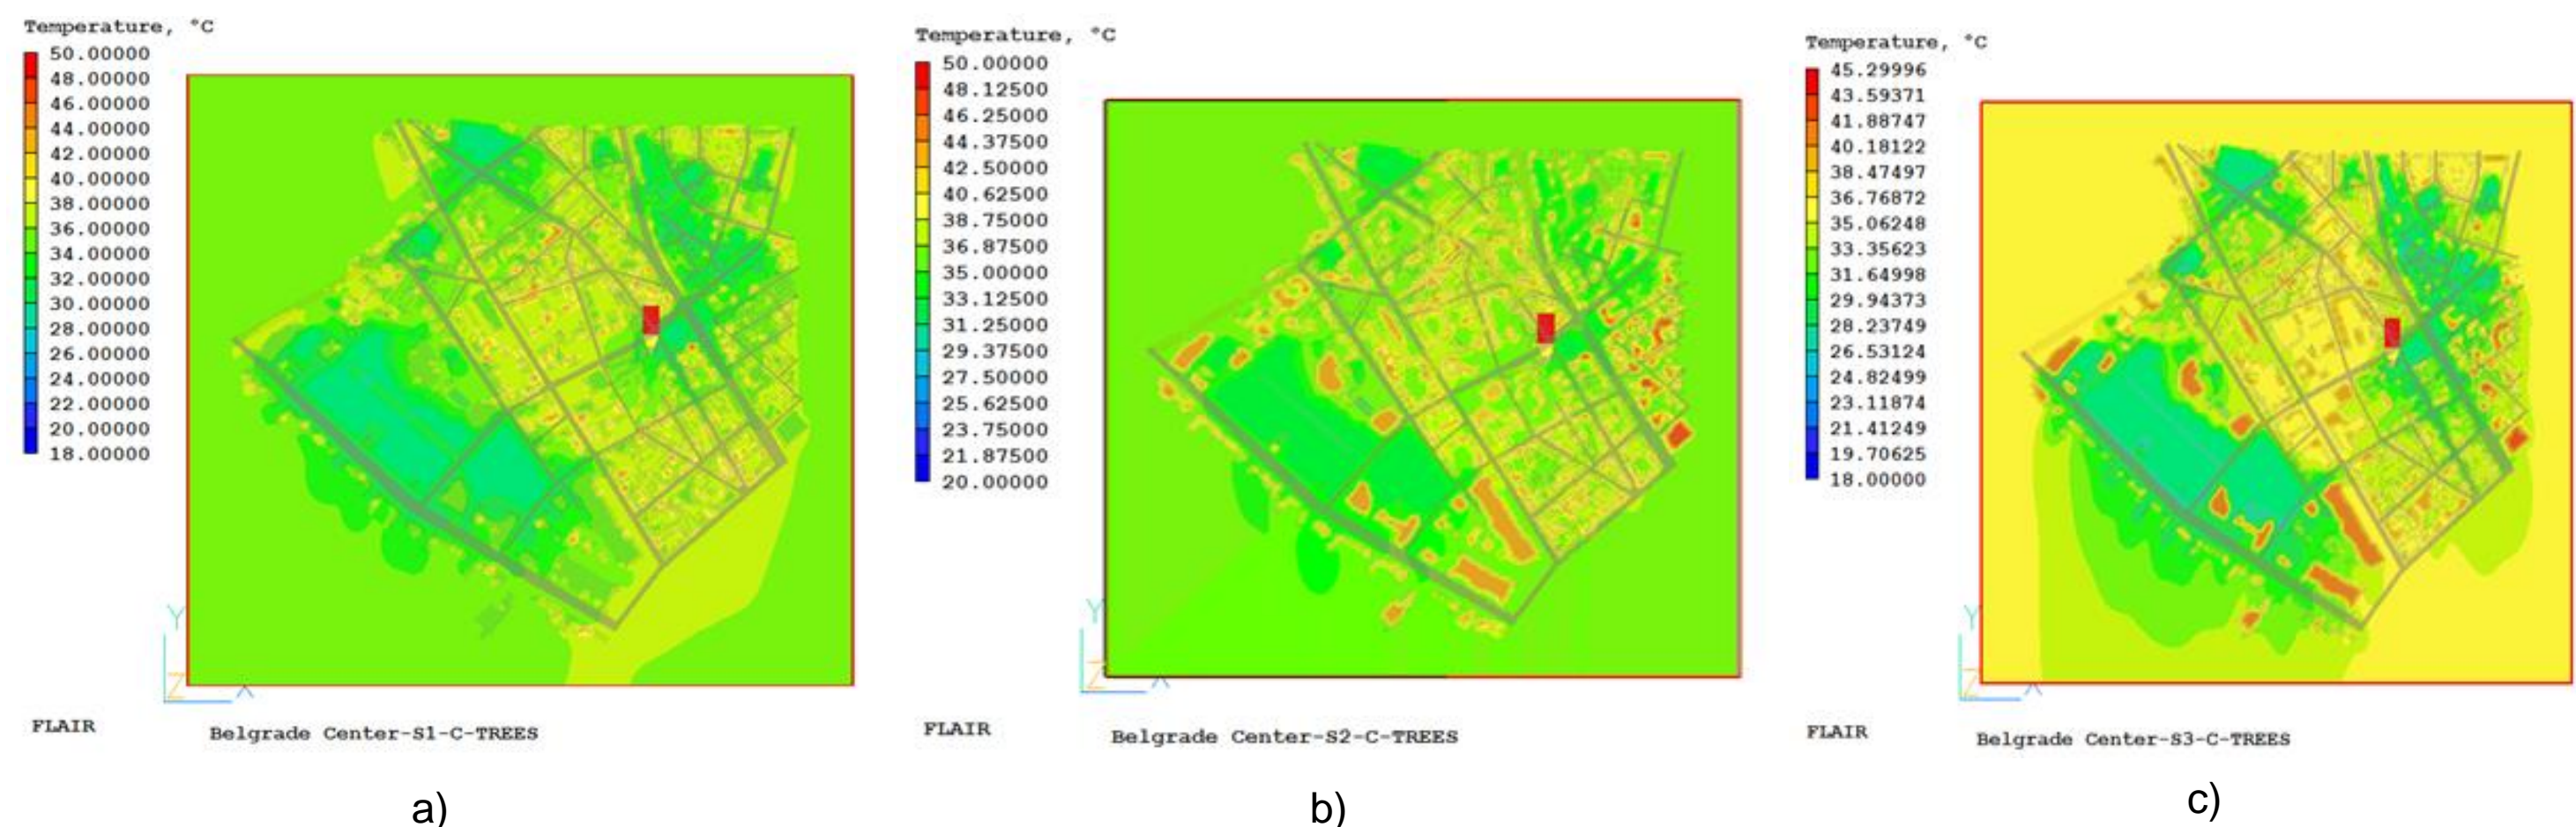 Temperature, °C
50.00000
48.00000
46.00000
44.00000
42.00000
40.00000
38.00000
36.00000
34.00000
32.00000
30.00000
28.00000
26.00000
24.00000
22.00000
20.00000
18.00000
Y
Z
X
FLAIR
Belgrade Center-S1-C-TREES
a)
Temperature, °C
50.00000
48.12500
46.25000
44.37500
42.50000
40.62500
38.75000
36.87500
35.00000
33.12500
31.25000
29.37500
27.50000
25.62500
23.75000
21.87500
20.00000
Y
Z
X
FLAIR
Belgrade Center-S2-C-TREES
b)
Temperature, °C
45.29996
43.59371
41.88747
40.18122
38.47497
36.76872
35.06248
33.35623
31.64998
29.94373
28.23749
26.53124
24.82499
23.11874
21.41249
19.70625
18.00000
Y
Z
X
FLAIR
Belgrade Center-S3-C-TREES
c)